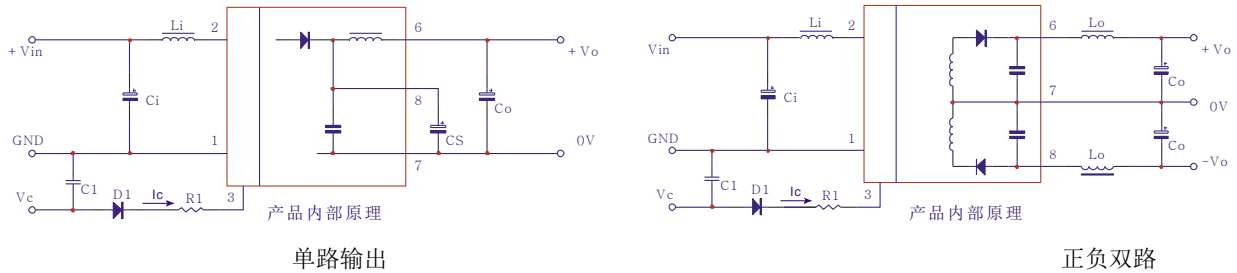 Li
2
6
+Vin
+Vo
Ci
8
Co
CS
GND
1
7
0V
C1
D1
Ic
R1
3
Vc
产品内部原理
单路输出
Li
2
6
Lo
Vin
+Vo
Ci
Co
7
0V
GND
1
Co
8
Lo
-Vo
C1
D1
Ic
R1
3
Vc
产品内部原理
正负双路